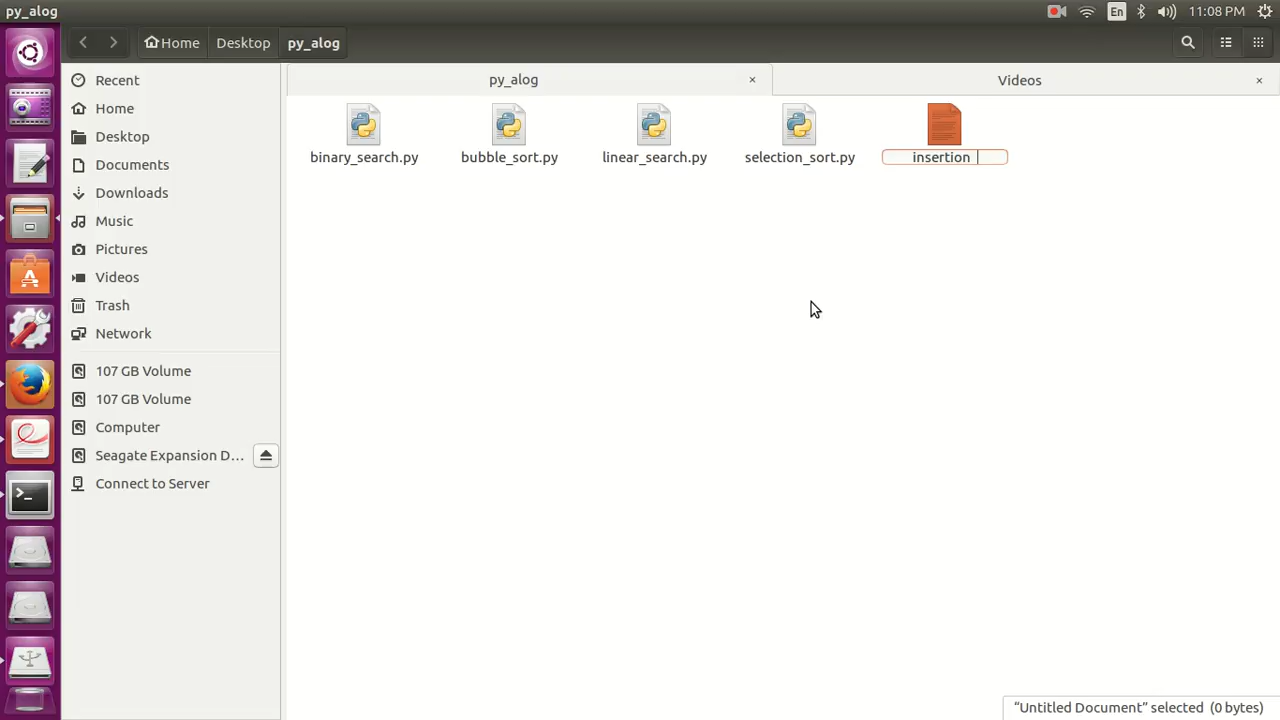 py_alog
En
11:08 PM
Home
Desktop
py_alog
Recent
Home
Desktop
Documents
Downloads
Music
Pictures
Videos
Trash
Network
107 GB Volume
107 GB Volume
Computer
Seagate Expansion D...
Connect to Server
py_alog
Videos
binary_search.py
bubble_sort.py
linear_search.py
selection_sort.py
insertion
"Untitled Document" selected (0 bytes)